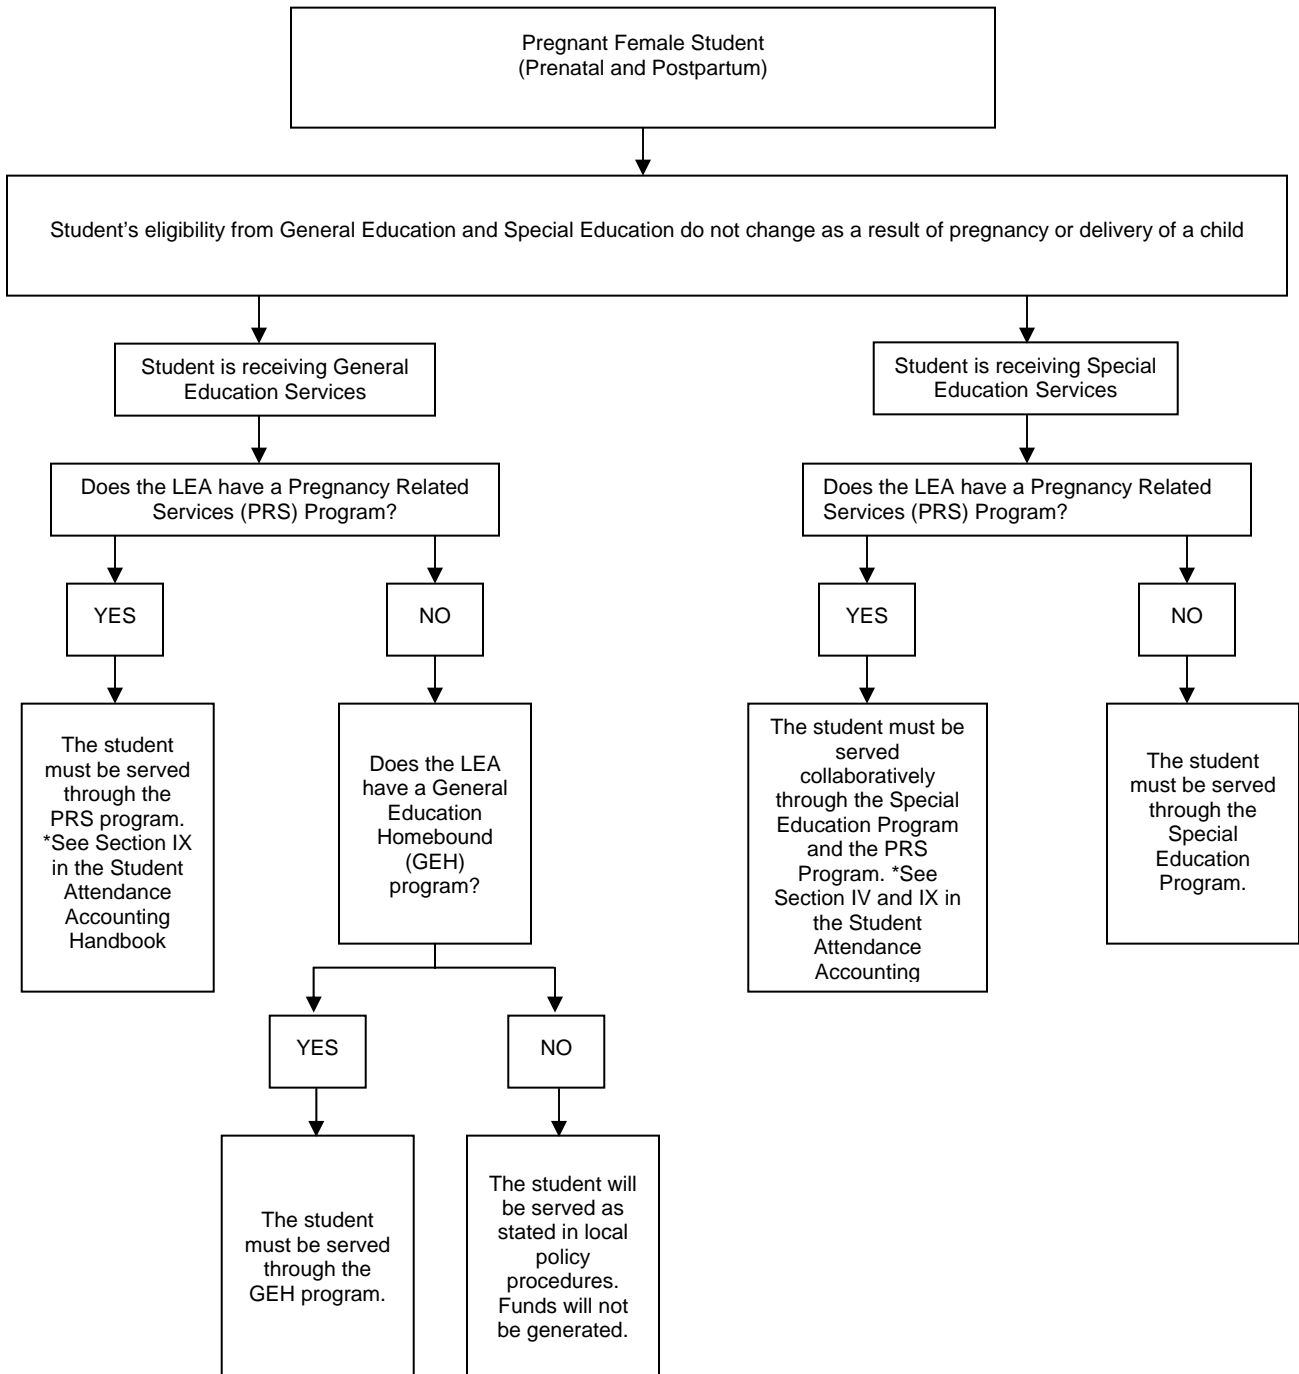 Pregnant Female Student
(Prenatal and Postpartum)
Student’s eligibility from General Education and Special Education do not change as a result of pregnancy or delivery of a child
Student is receiving General
Education Services
Student is receiving Special
Education Services
Does the LEA have a Pregnancy Related
Services (PRS) Program?
Does the LEA have a Pregnancy Related
Services (PRS) Program?
YES
NO
YES
NO
The student
must be served
through the
PRS program.
*See Section IX
in the Student
Attendance
Accounting
Handbook
Does the LEA
have a General
Education
Homebound
(GEH)
program?
The student must be
served
collaboratively
through the Special
Education Program
and the PRS
Program. *See
Section IV and IX in
the Student
Attendance
Accounting
The student
must be served
through the
Special
Education
Program.
YES
NO
The student
must be served
through the
GEH program.
The student will
be served as
stated in local
policy
procedures.
Funds will not
be generated.